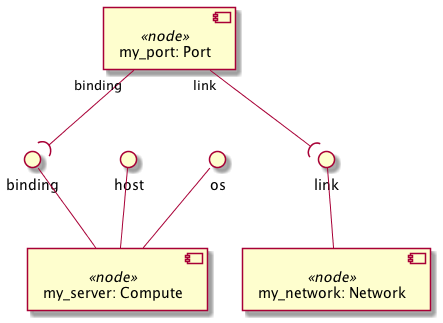 «node»
my_port: Port
binding
link
binding
host
os
link
«node»
my_server: Compute
«node»
my_network: Network